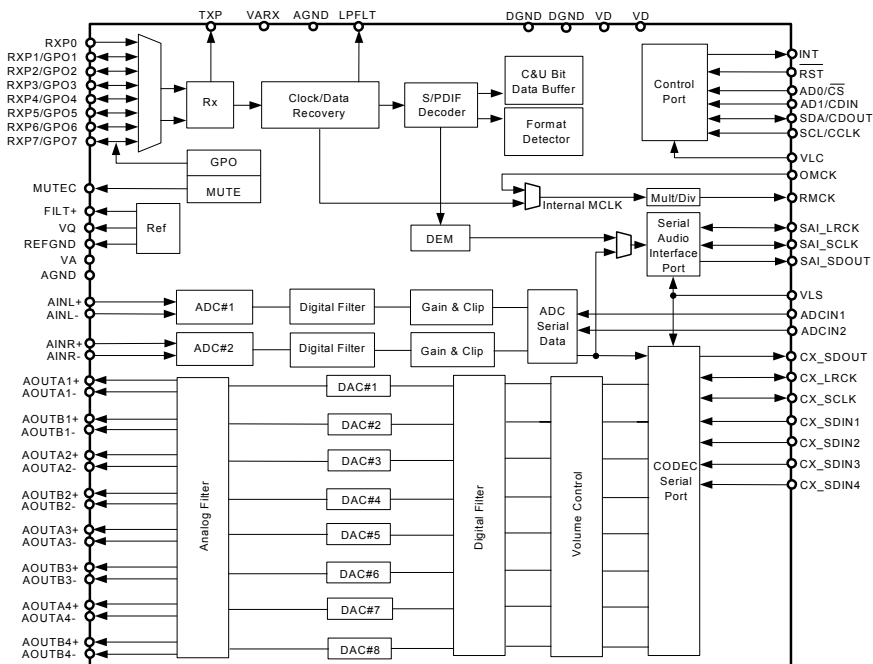 TXP VARX AGND LPFLT DGND DGND VD VD
RXP0
RXP1/GPO1
RXP2/GPO2
RXP3/GPO3
RXP4/GPO4
RXP5/GPO5
RXP6/GPO6
RXP7/GPO7
MUTEC
FILT+
VQ
REFGND
VA
AGND
AINL+
AINL-
AINR+
AINR-
AOUTA1+
AOUTA1-
AOUTB1+
AOUTB1-
AOUTA2+
AOUTA2-
AOUTB2+
AOUTB2-
AOUTA3+
AOUTA3-
AOUTB3+
AOUTB3-
AOUTA4+
AOUTA4-
AOUTB4+
AOUTB4-
Rx
Clock/Data
Recovery
S/PDIF
Decoder
C&U Bit
Data Buffer
Format
Detector
Control
Port
GPO
MUTE
Ref
Internal MCLK
Mult/Div
DEM
Serial
Audio
Interface
Port
ADC#1
Digital Filter
Gain & Clip
ADC
Serial
Data
ADC#2
Digital Filter
Gain & Clip
Analog Filter
DAC#1
DAC#2
DAC#3
DAC#4
DAC#5
DAC#6
DAC#7
DAC#8
Digital Filter
Volume Control
CODEC
Serial
Port
INT
RST
AD0/CS
AD1/CDIN
SDA/CDOUT
SCL/CCLK
VLC
OMCK
RMCK
SAI_LRCK
SAI_SCLK
SAI_SDOUT
VLS
ADCIN1
ADCIN2
CX_SDOUT
CX_LRCK
CX_SCLK
CX_SDIN1
CX_SDIN2
CX_SDIN3
CX_SDIN4